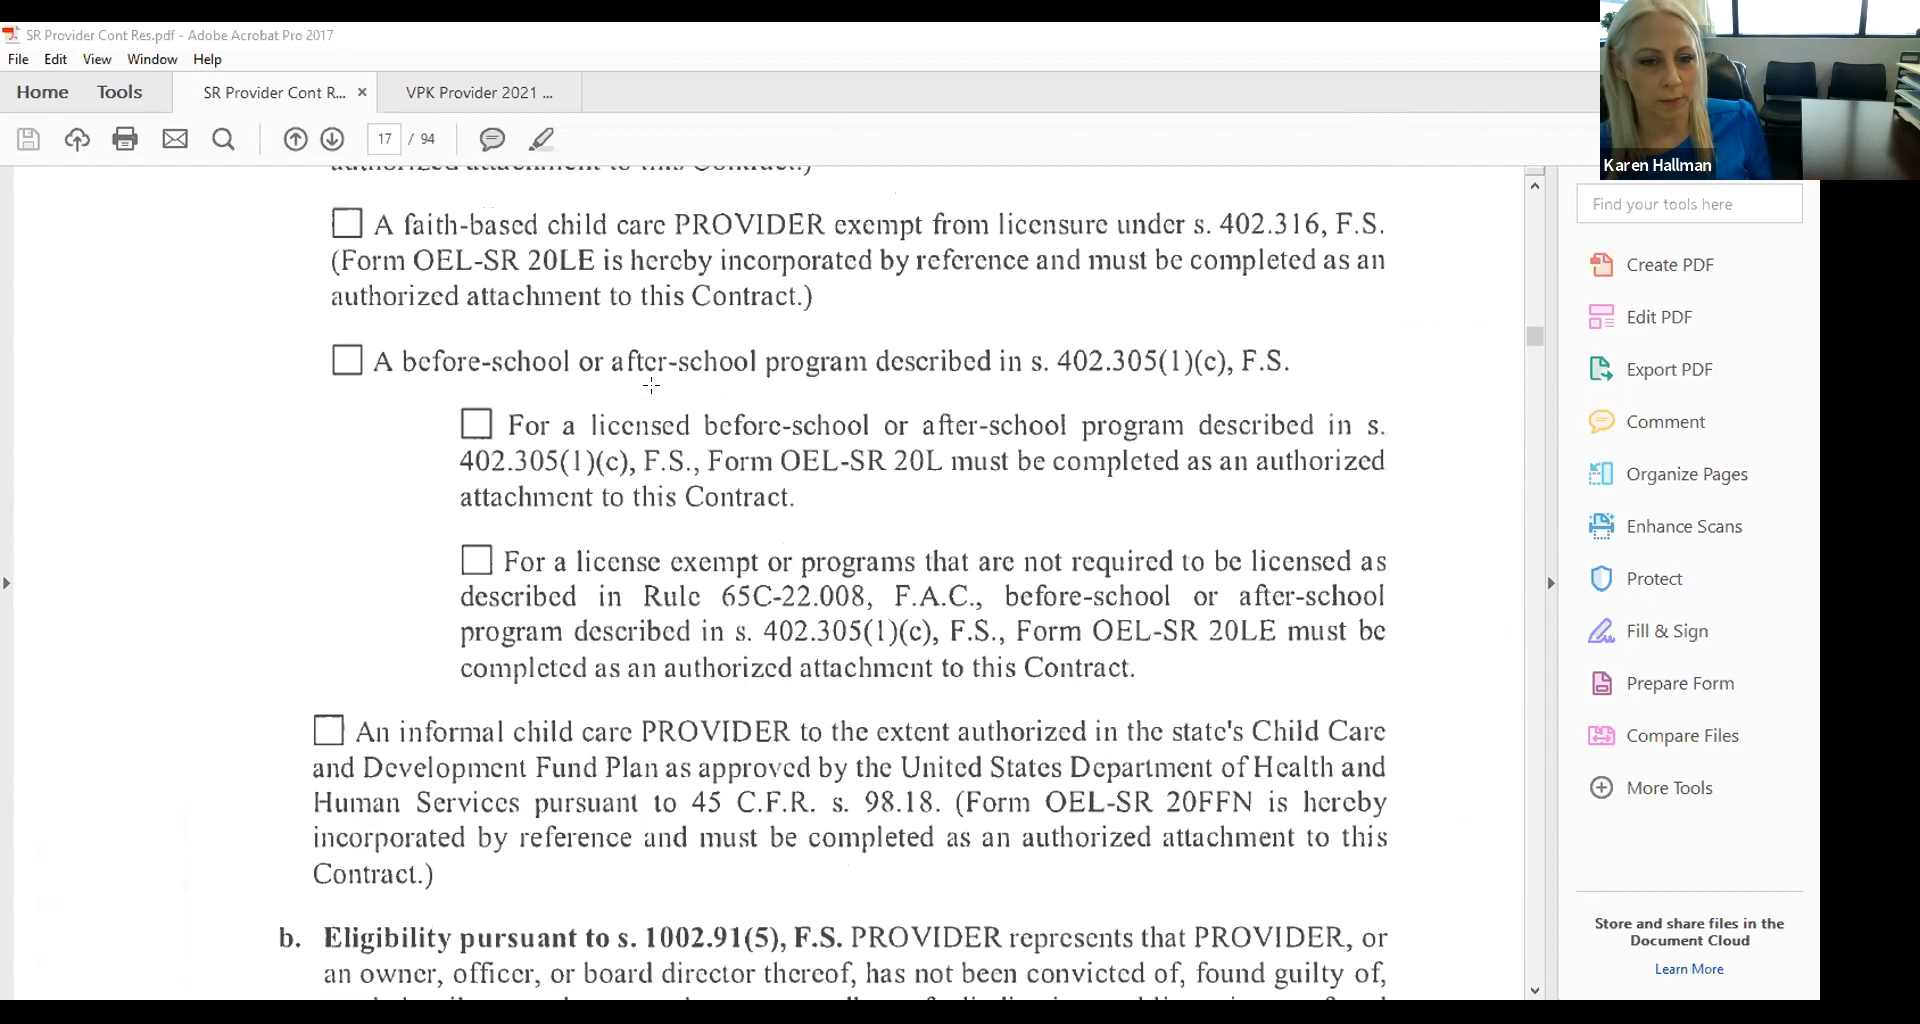 SR Provider Cont Res.pdf - Adobe Acrobat Pro 2017
File Edit View Window Help
Home Tools SR Provider Cont R... × VPK Provider 2021 ...
17 / 94
Karen Hallman
authorized attachment to this Contract.)
A faith-based child care PROVIDER exempt from licensure under s. 402.316, F.S.
(Form OEL-SR 20LE is hereby incorporated by reference and must be completed as an
authorized attachment to this Contract.)
A before-school or after-school program described in s. 402.305(1)(c), F.S.
For a licensed before-school or after-school program described in s.
402.305(1)(c), F.S., Form OEL-SR 20L must be completed as an authorized
attachment to this Contract.
For a license exempt or programs that are not required to be licensed as
described in Rule 65C-22.008, F.A.C., before-school or after-school
program described in s. 402.305(1)(c), F.S., Form OEL-SR 20LE must be
completed as an authorized attachment to this Contract.
An informal child care PROVIDER to the extent authorized in the state's Child Care
and Development Fund Plan as approved by the United States Department of Health and
Human Services pursuant to 45 C.F.R. s. 98.18. (Form OEL-SR 20FFN is hereby
incorporated by reference and must be completed as an authorized attachment to this
Contract.)
b. Eligibility pursuant to s. 1002.91(5), F.S. PROVIDER represents that PROVIDER, or
an owner, officer, or board director thereof, has not been convicted of, found guilty of,
Find your tools here
Create PDF
Edit PDF
Export PDF
Comment
Organize Pages
Enhance Scans
Protect
Fill & Sign
Prepare Form
Compare Files
More Tools
Store and share files in the
Document Cloud
Learn More